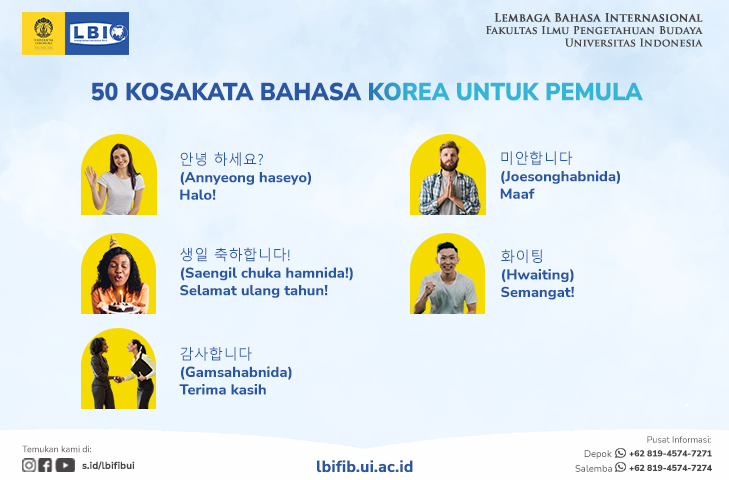 LBI
LEMBAGA BAHASA INTERNASIONAL
FAKULTAS ILMU PENGETAHUAN BUDAYA
UNIVERSITAS INDONESIA
50 KOSAKATA BAHASA KOREA UNTUK PEMULA
안녕 하세요?
(Annyeong haseyo)
Halo!
미안합니다
(Joesonghabnida)
Maaf
생일 축하합니다!
(Saengil chuka hamnida!)
Selamat ulang tahun!
화이팅
(Hwaiting)
Semangat!
감사합니다
(Gamsahabnida)
Terima kasih
Temukan kami di:
s.id/lbifibui
lbifib.ui.ac.id
Pusat Informasi:
Depok +62 819-4574-7271
Salemba +62 819-4574-7274